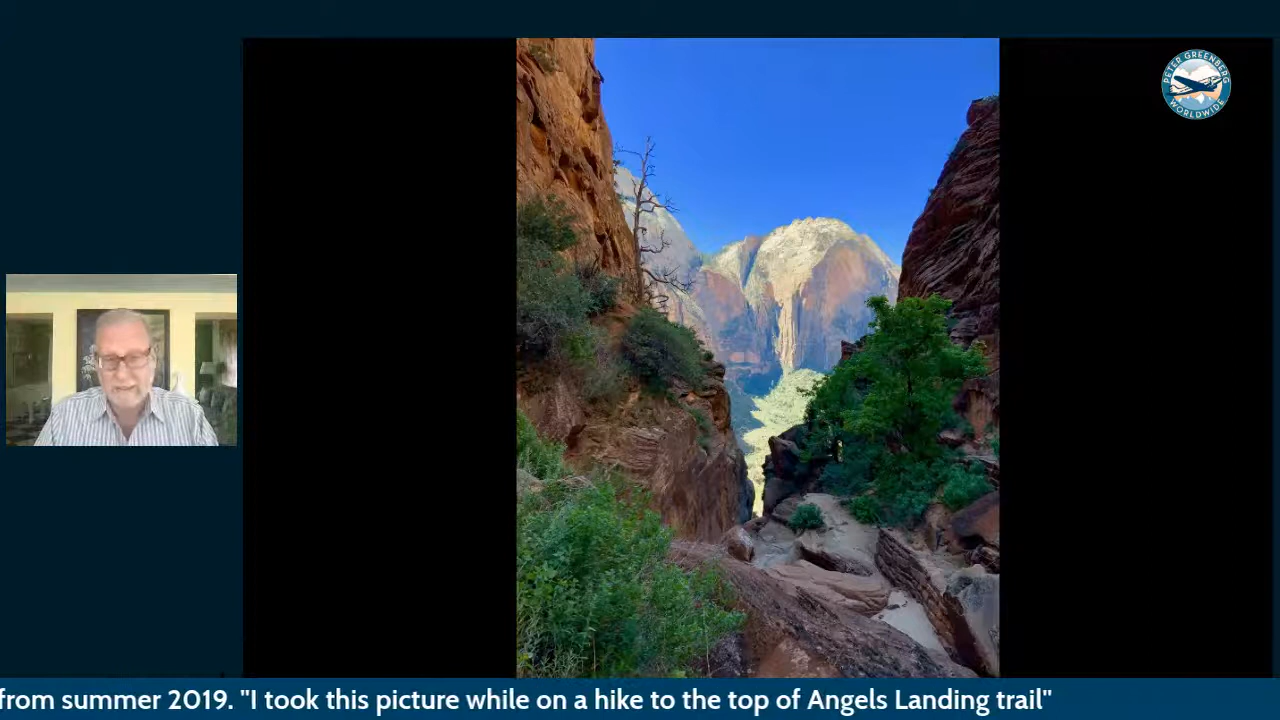 PETER GREENBERG
WORLDWIDE
from summer 2019. "I took this picture while on a hike to the top of Angels Landing trail"